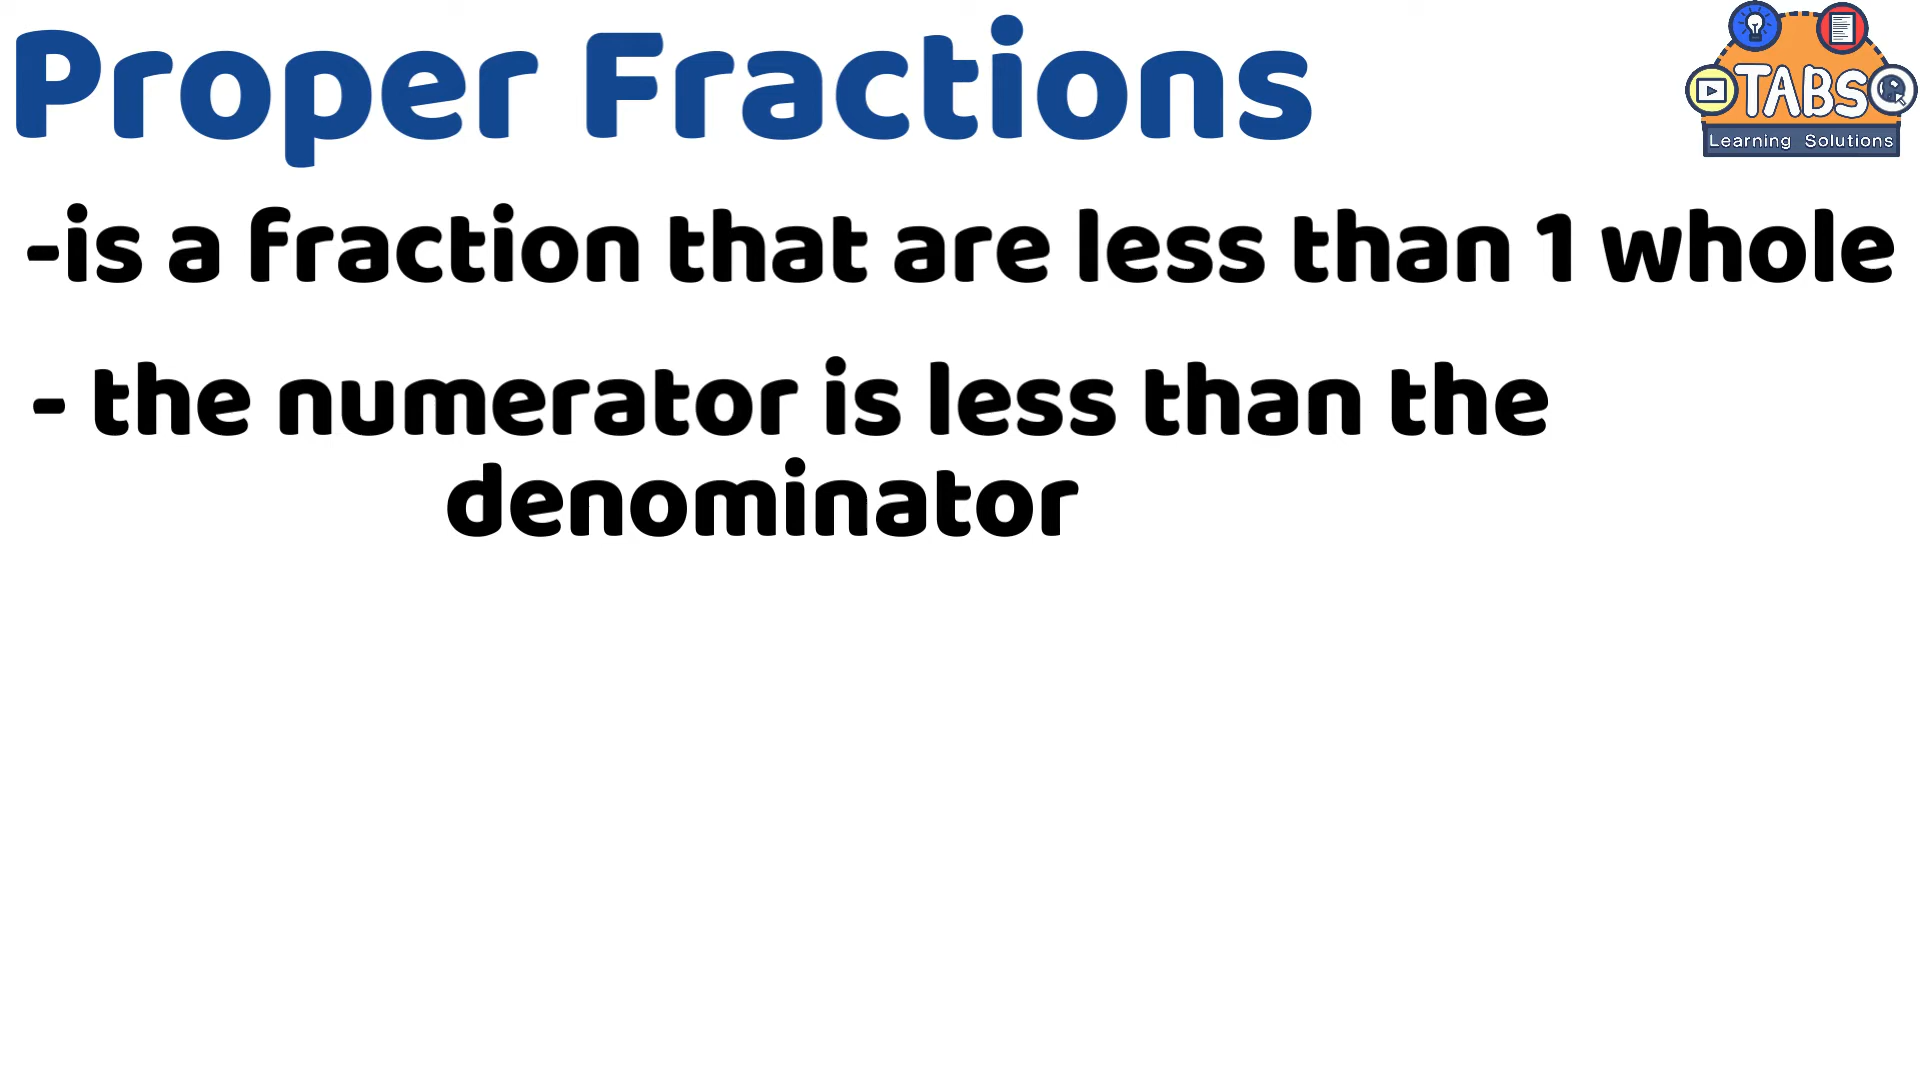 Proper Fractions
TABS
Learning Solutions
-is a fraction that are less than 1 whole
- the numerator is less than the
denominator